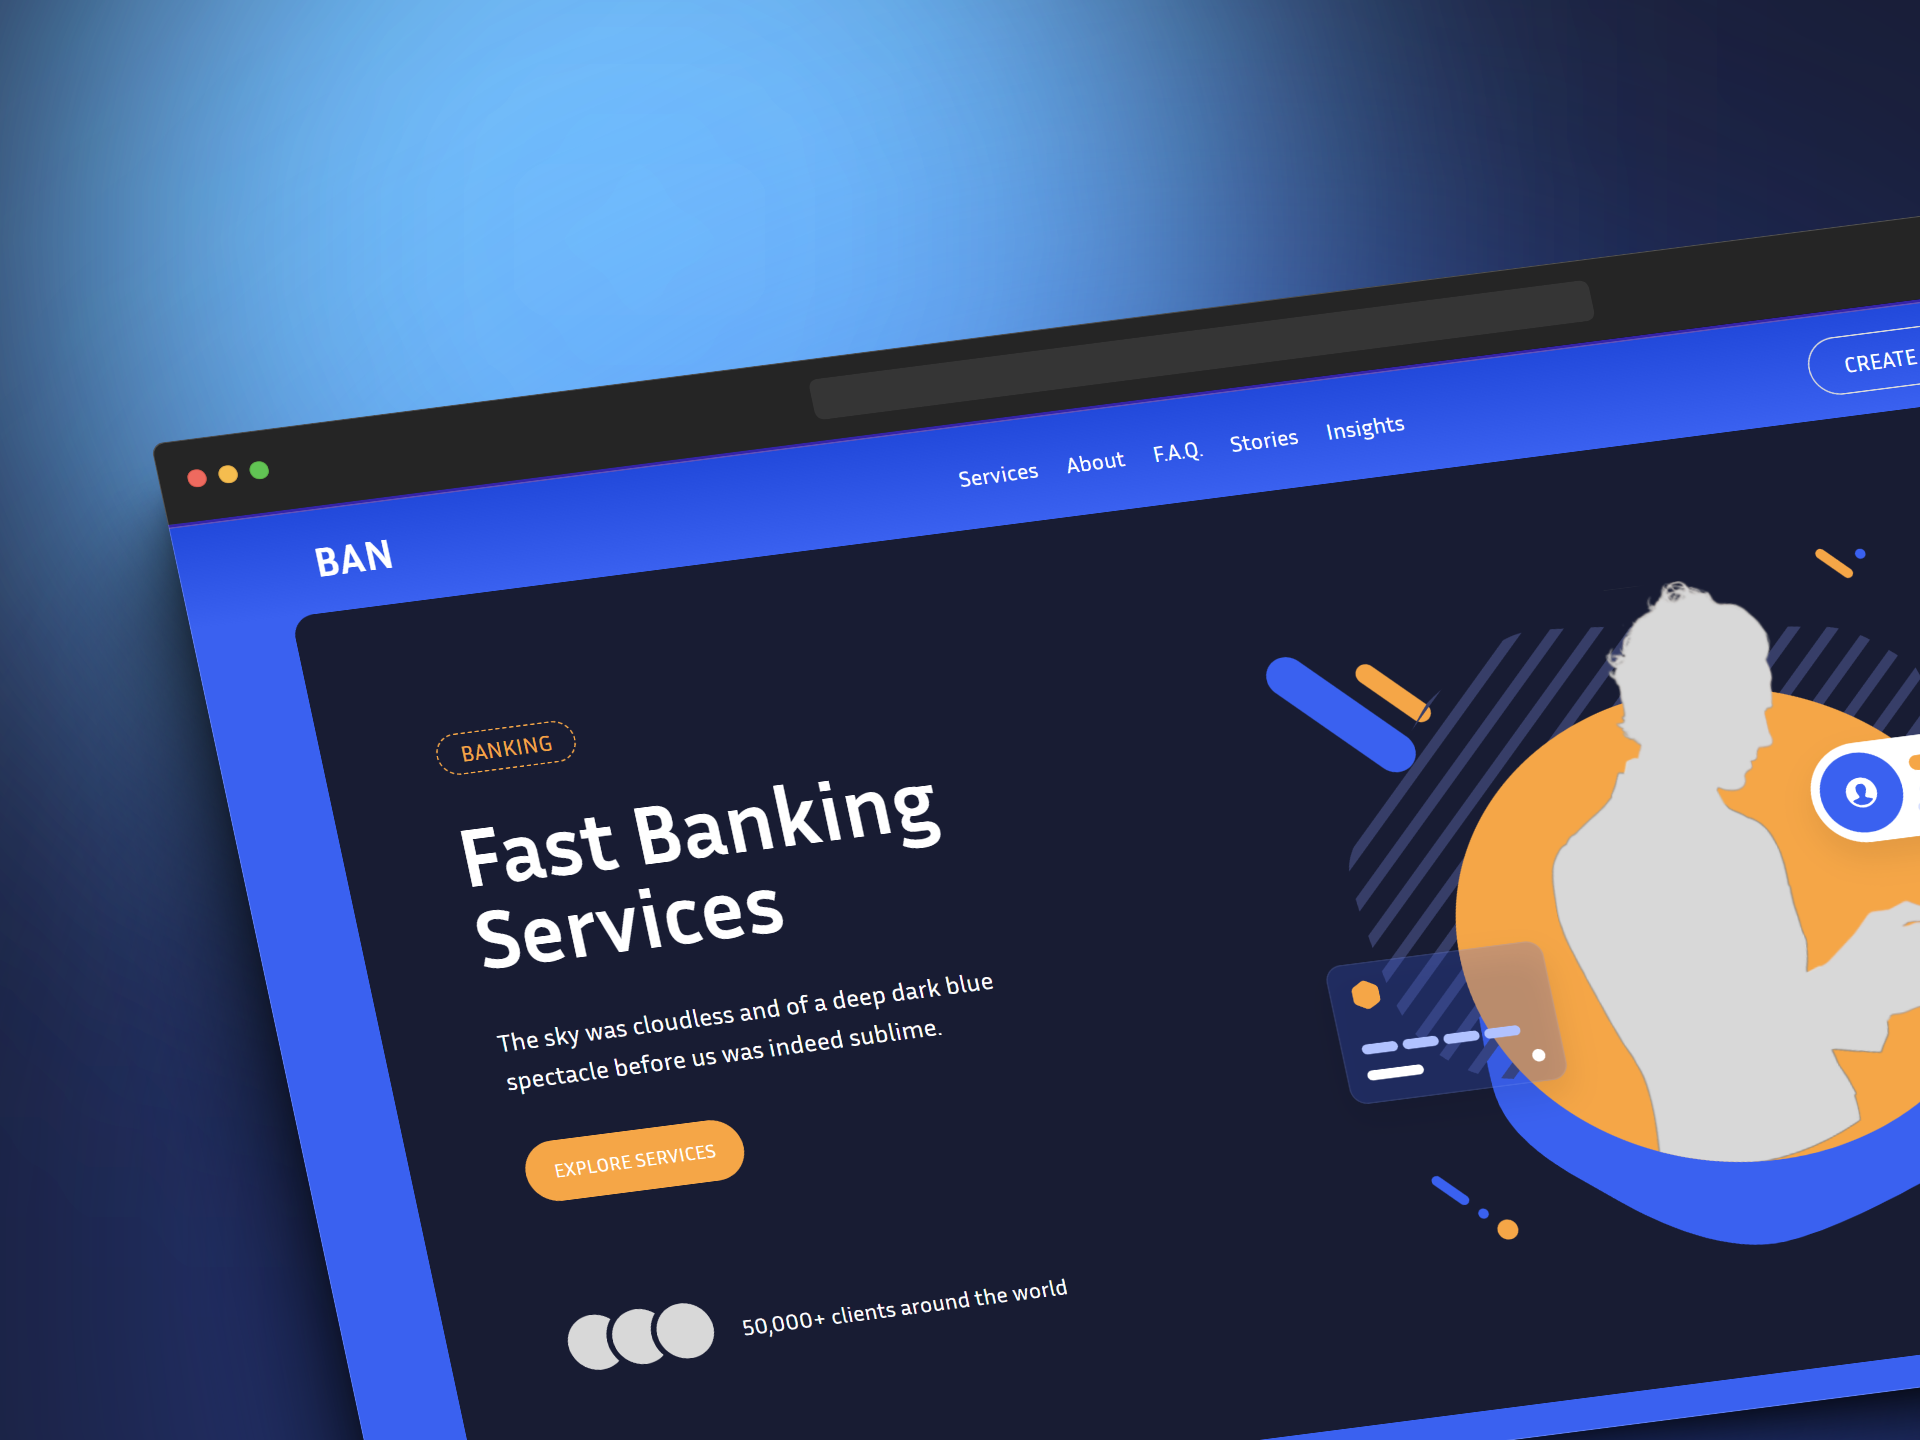 BAN
Services About F.A.Q. Stories Insights
CREATE
BANKING
Fast Banking
Services
The sky was cloudless and of a deep dark blue
spectacle before us was indeed sublime.
EXPLORE SERVICES
50,000+ clients around the world